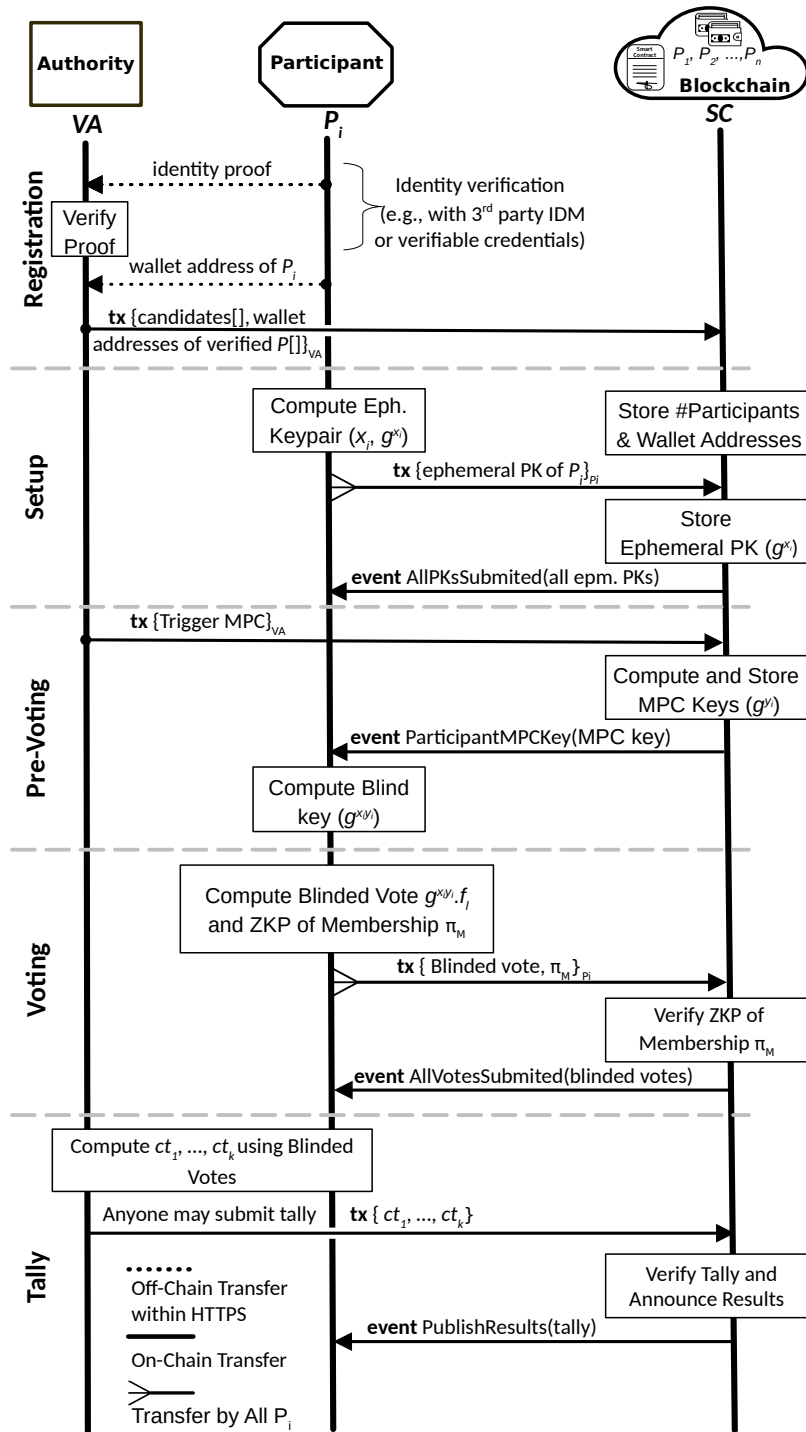 Authority
Participant
Smart
Contract
P1, P2, ...,Pn
Blockchain
VA
Pi
SC
Registration
identity proof
Identity verification
(e.g., with 3rd party IDM
or verifiable credentials)
Verify
Proof
wallet address of Pi
tx {candidates[], wallet
addresses of verified P[]}VA
Setup
Compute Eph.
Keypair (xi, g^xi)
Store #Participants
& Wallet Addresses
tx {ephemeral PK of Pi}Pi
Store
Ephemeral PK (g^xi)
event AllPKsSubmited(all epm. PKs)
Pre-Voting
tx {Trigger MPC}VA
Compute and Store
MPC Keys (g^yi)
event ParticipantMPCKey(MPC key)
Compute Blind
key (g^xiyi)
Voting
Compute Blinded Vote g^xiyi.fl
and ZKP of Membership πM
tx { Blinded vote, πM}Pi
Verify ZKP of
Membership πM
event AllVotesSubmited(blinded votes)
Tally
Compute ct1, ..., ctk using Blinded
Votes
Anyone may submit tally tx { ct1, ..., ctk}
Verify Tally and
Announce Results
event PublishResults(tally)
Off-Chain Transfer
within HTTPS
On-Chain Transfer
Transfer by All Pi